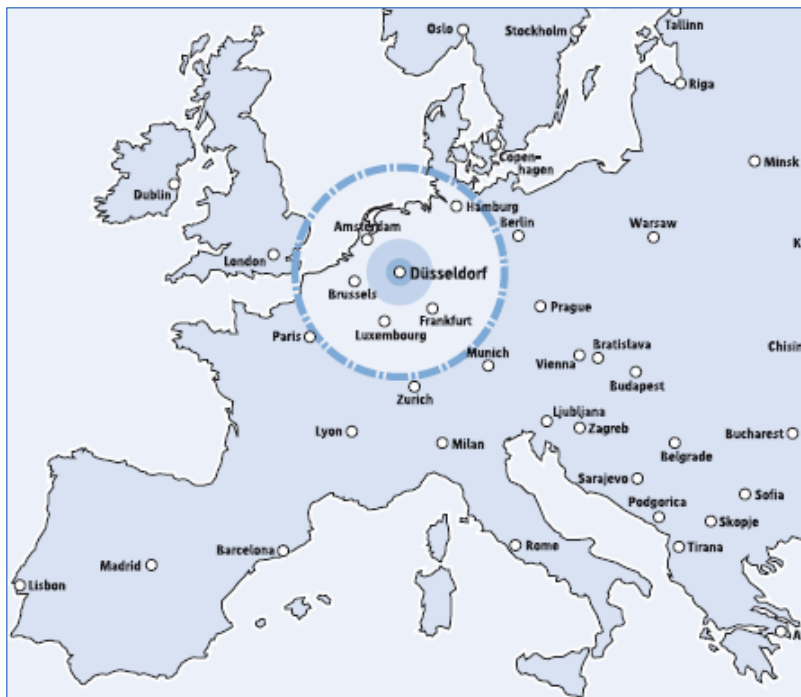 Oslo
Stockholm
Tallinn
Riga
Copen-
hagen
Minsk
Dublin
Hamburg
Amsterdam
Berlin
Warsaw
K
London
Düsseldorf
Brussels
Frankfurt
Prague
Luxembourg
Paris
Munich
Bratislava
Vienna
Chisin
Budapest
Zurich
Ljubljana
Lyon
Zagreb
Bucharest
Milan
Belgrade
Sarajevo
Sofia
Podgorica
Skopje
Barcelona
Rome
Tirana
Madrid
Lisbon
A